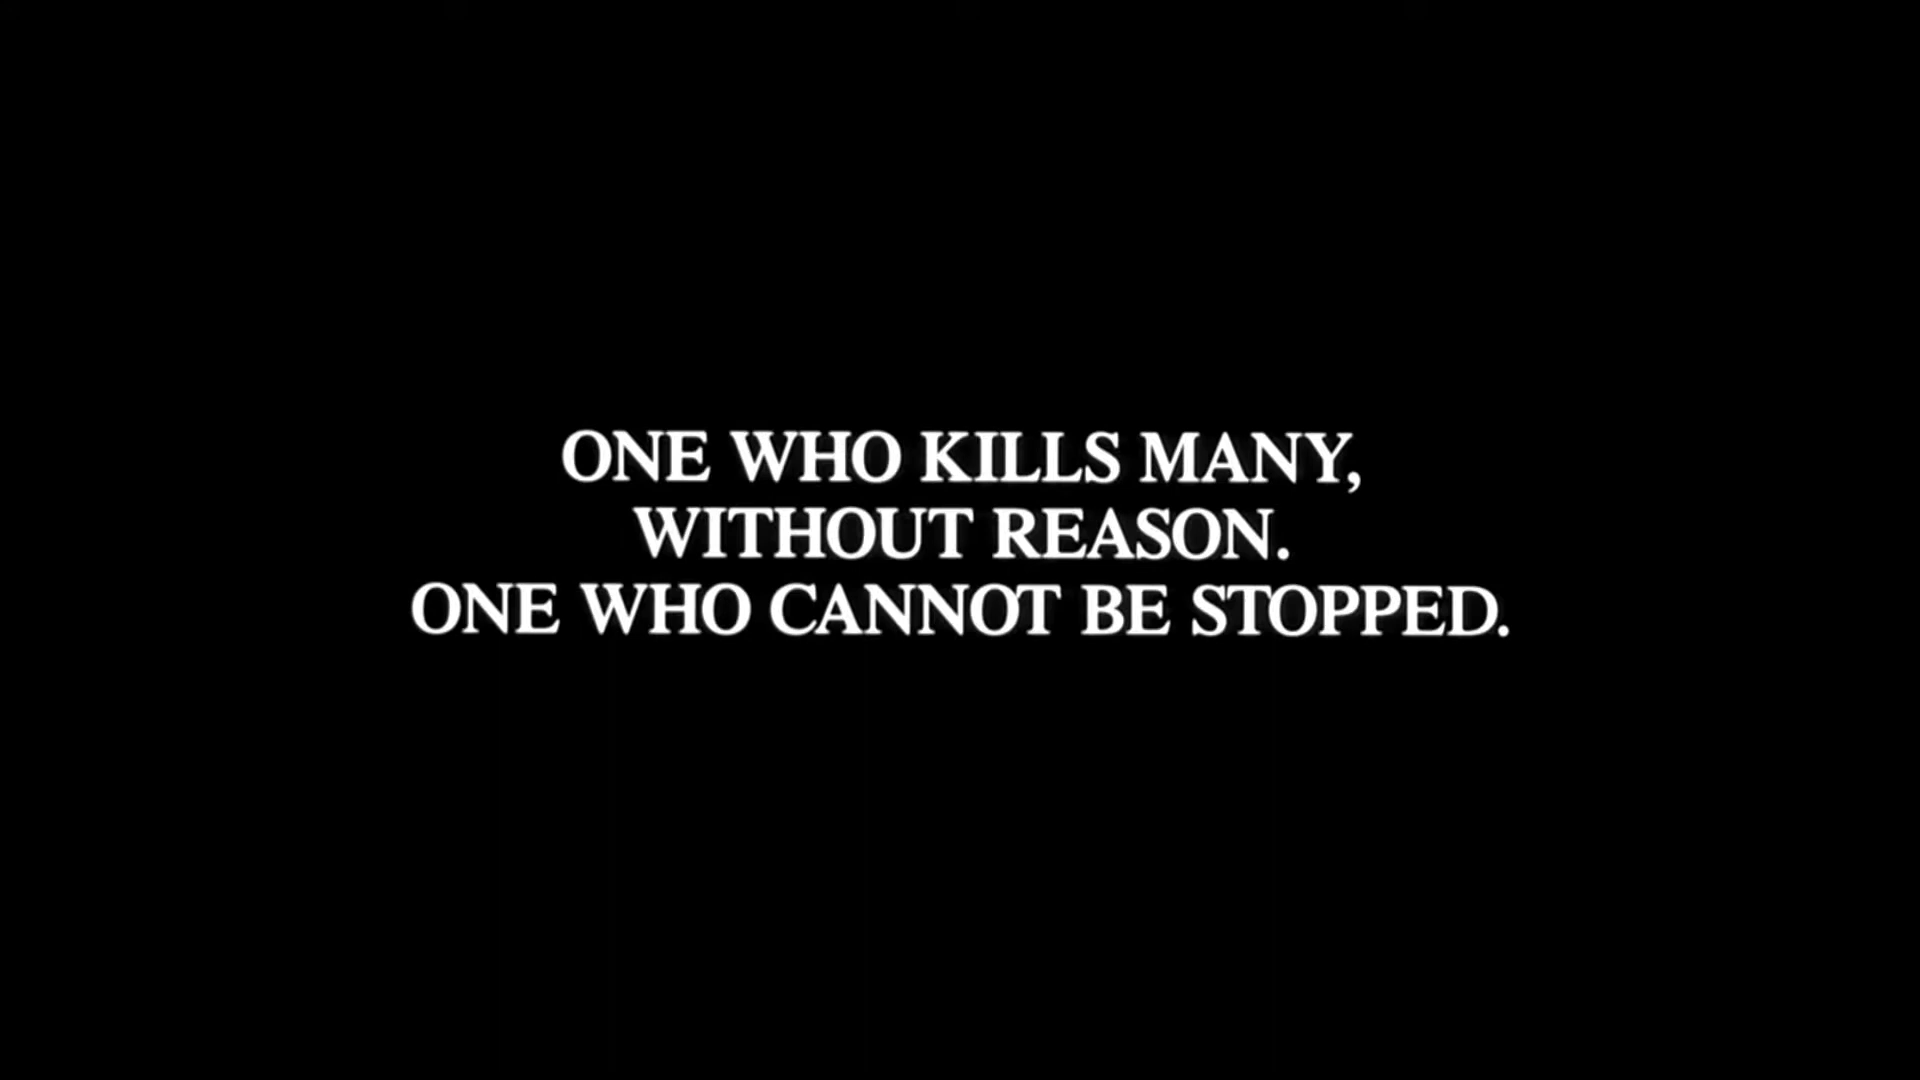 ONE WHO KILLS MANY,
WITHOUT REASON.
ONE WHO CANNOT BE STOPPED.